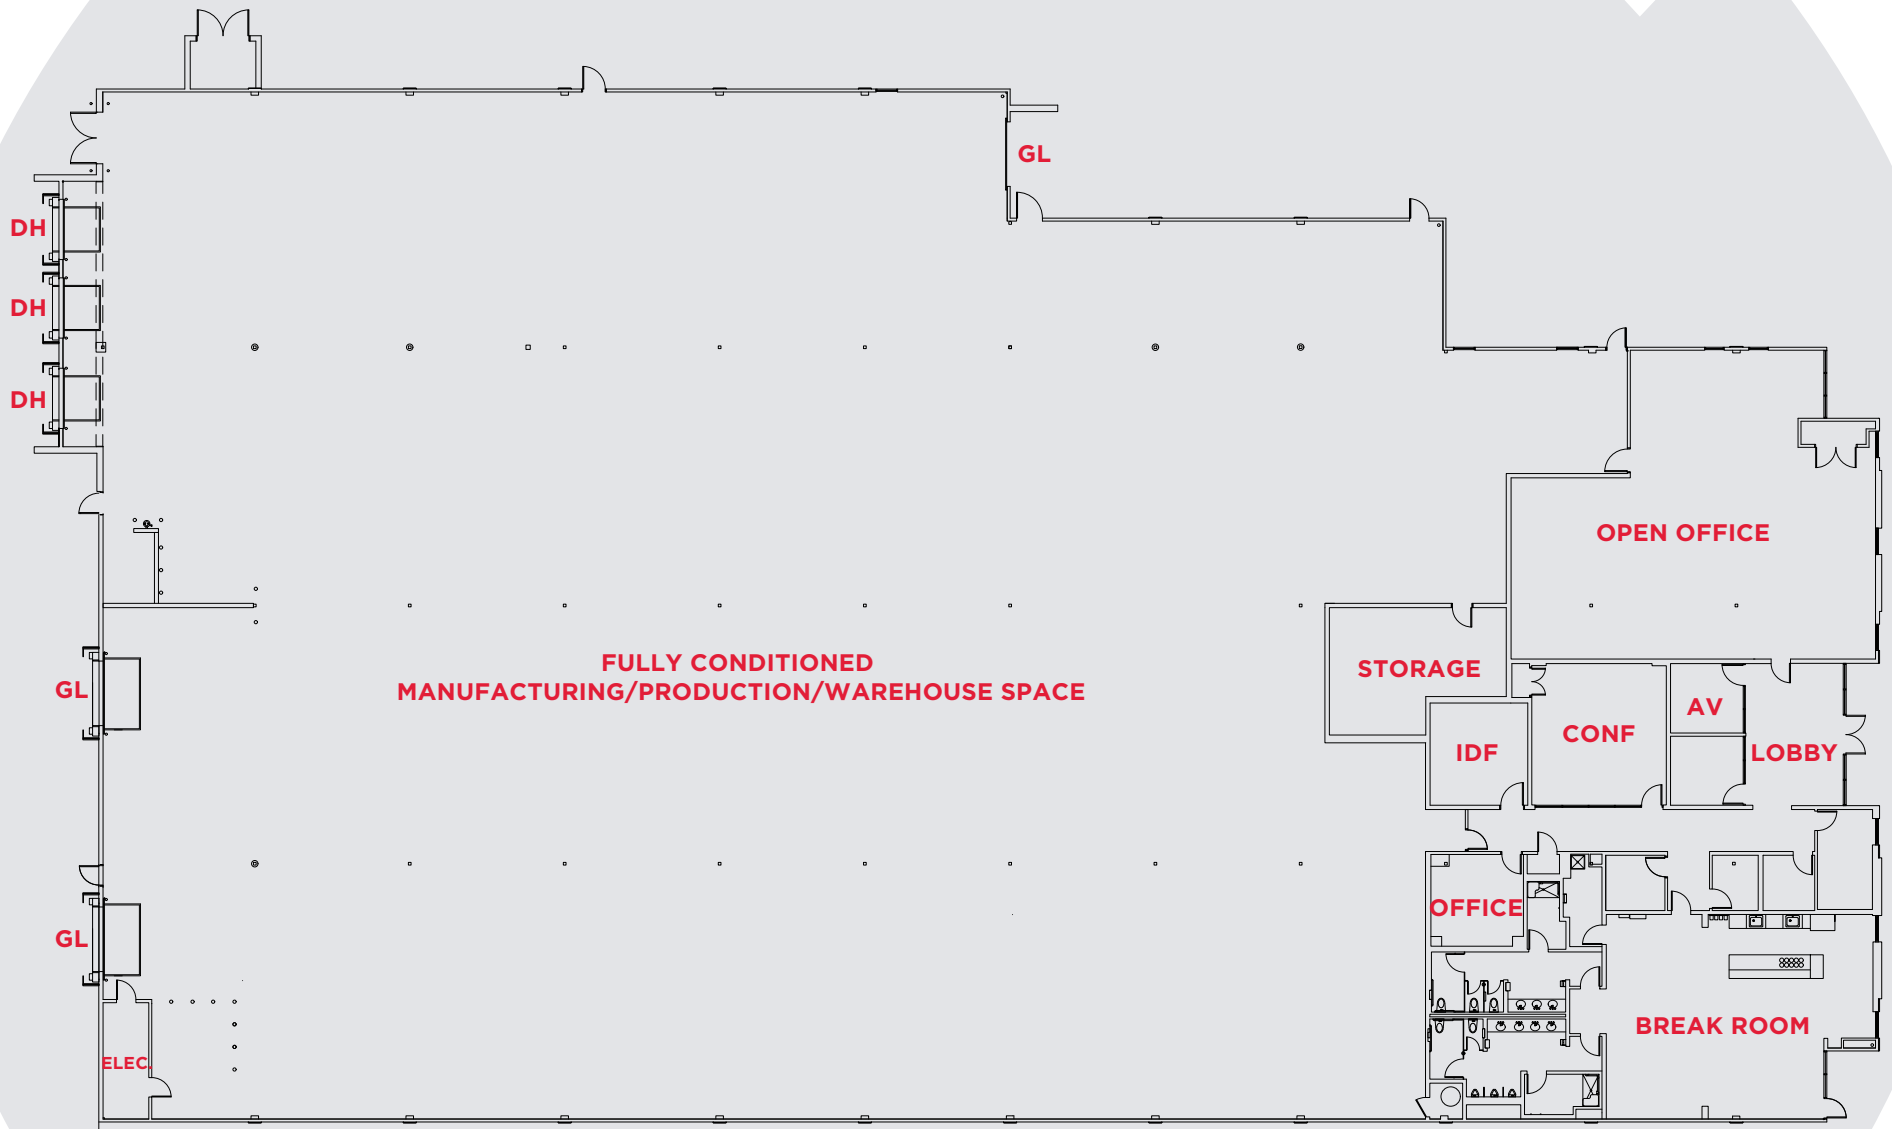 GL
DH
DH
DH
OPEN OFFICE
FULLY CONDITIONED
MANUFACTURING/PRODUCTION/WAREHOUSE SPACE
STORAGE
GL
AV
CONF
IDF
LOBBY
OFFICE
GL
BREAK ROOM
ELEC.